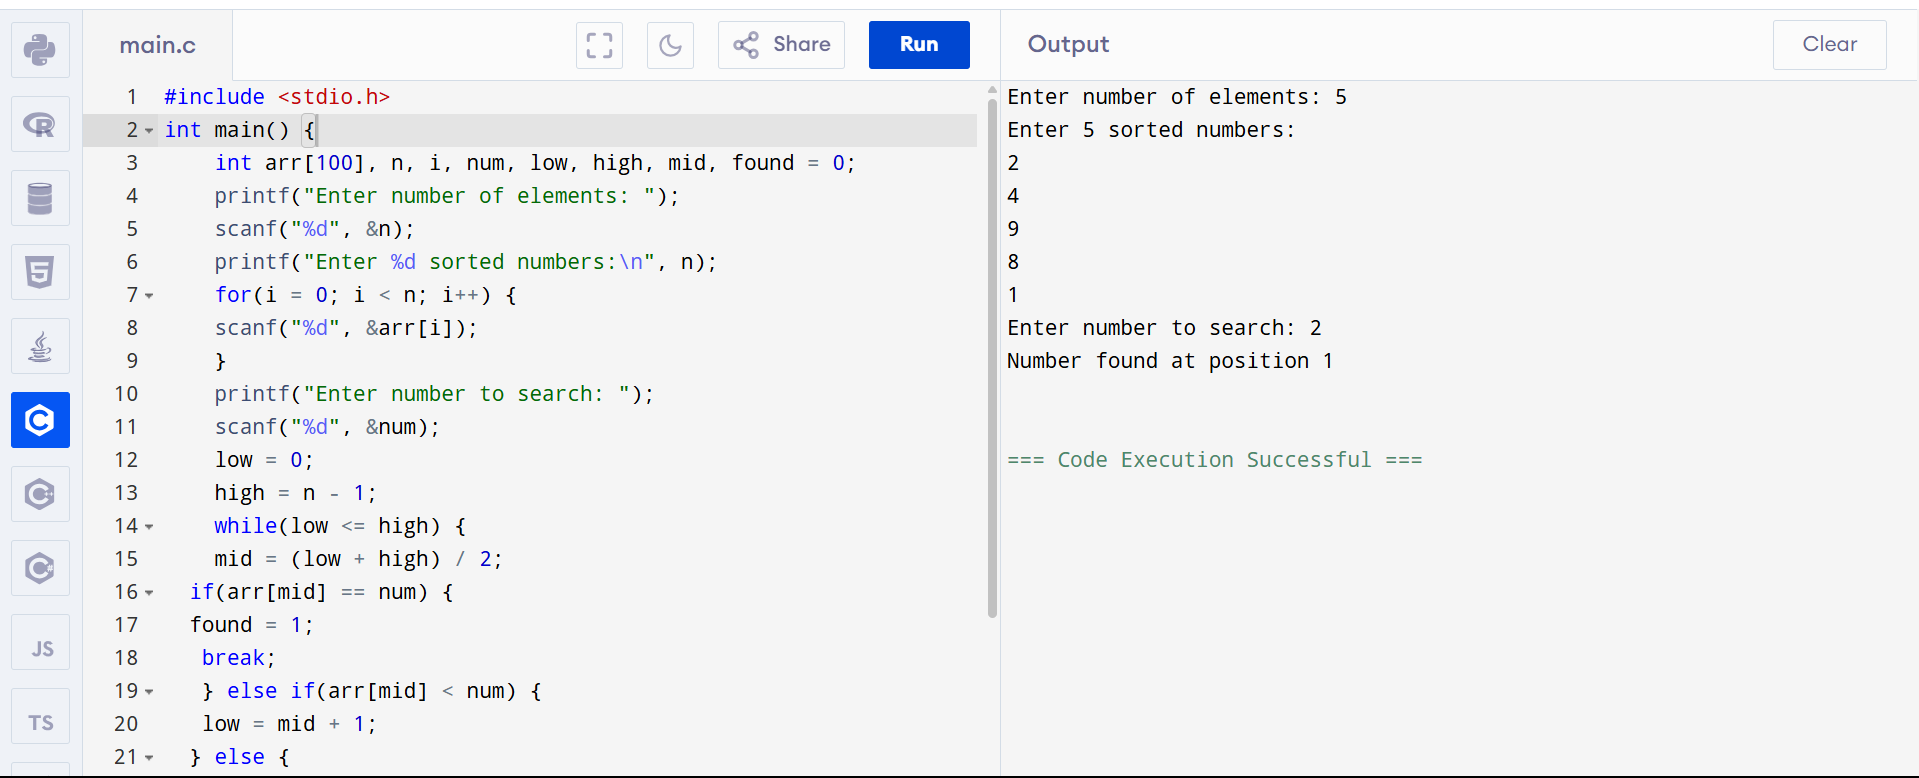 main.c
Share
Run
Output
Clear
1 #include <stdio.h>
2 int main() {
3     int arr[100], n, i, num, low, high, mid, found = 0;
4     printf("Enter number of elements: ");
5     scanf("%d", &n);
6     printf("Enter %d sorted numbers:\n", n);
7     for(i = 0; i < n; i++) {
8     scanf("%d", &arr[i]);
9     }
10     printf("Enter number to search: ");
11     scanf("%d", &num);
12     low = 0;
13     high = n - 1;
14     while(low <= high) {
15     mid = (low + high) / 2;
16   if(arr[mid] == num) {
17   found = 1;
18    break;
19    } else if(arr[mid] < num) {
20    low = mid + 1;
21   } else {
Enter number of elements: 5
Enter 5 sorted numbers:
2
4
9
8
1
Enter number to search: 2
Number found at position 1
=== Code Execution Successful ===
R
5
C
C++
C#
JS
TS